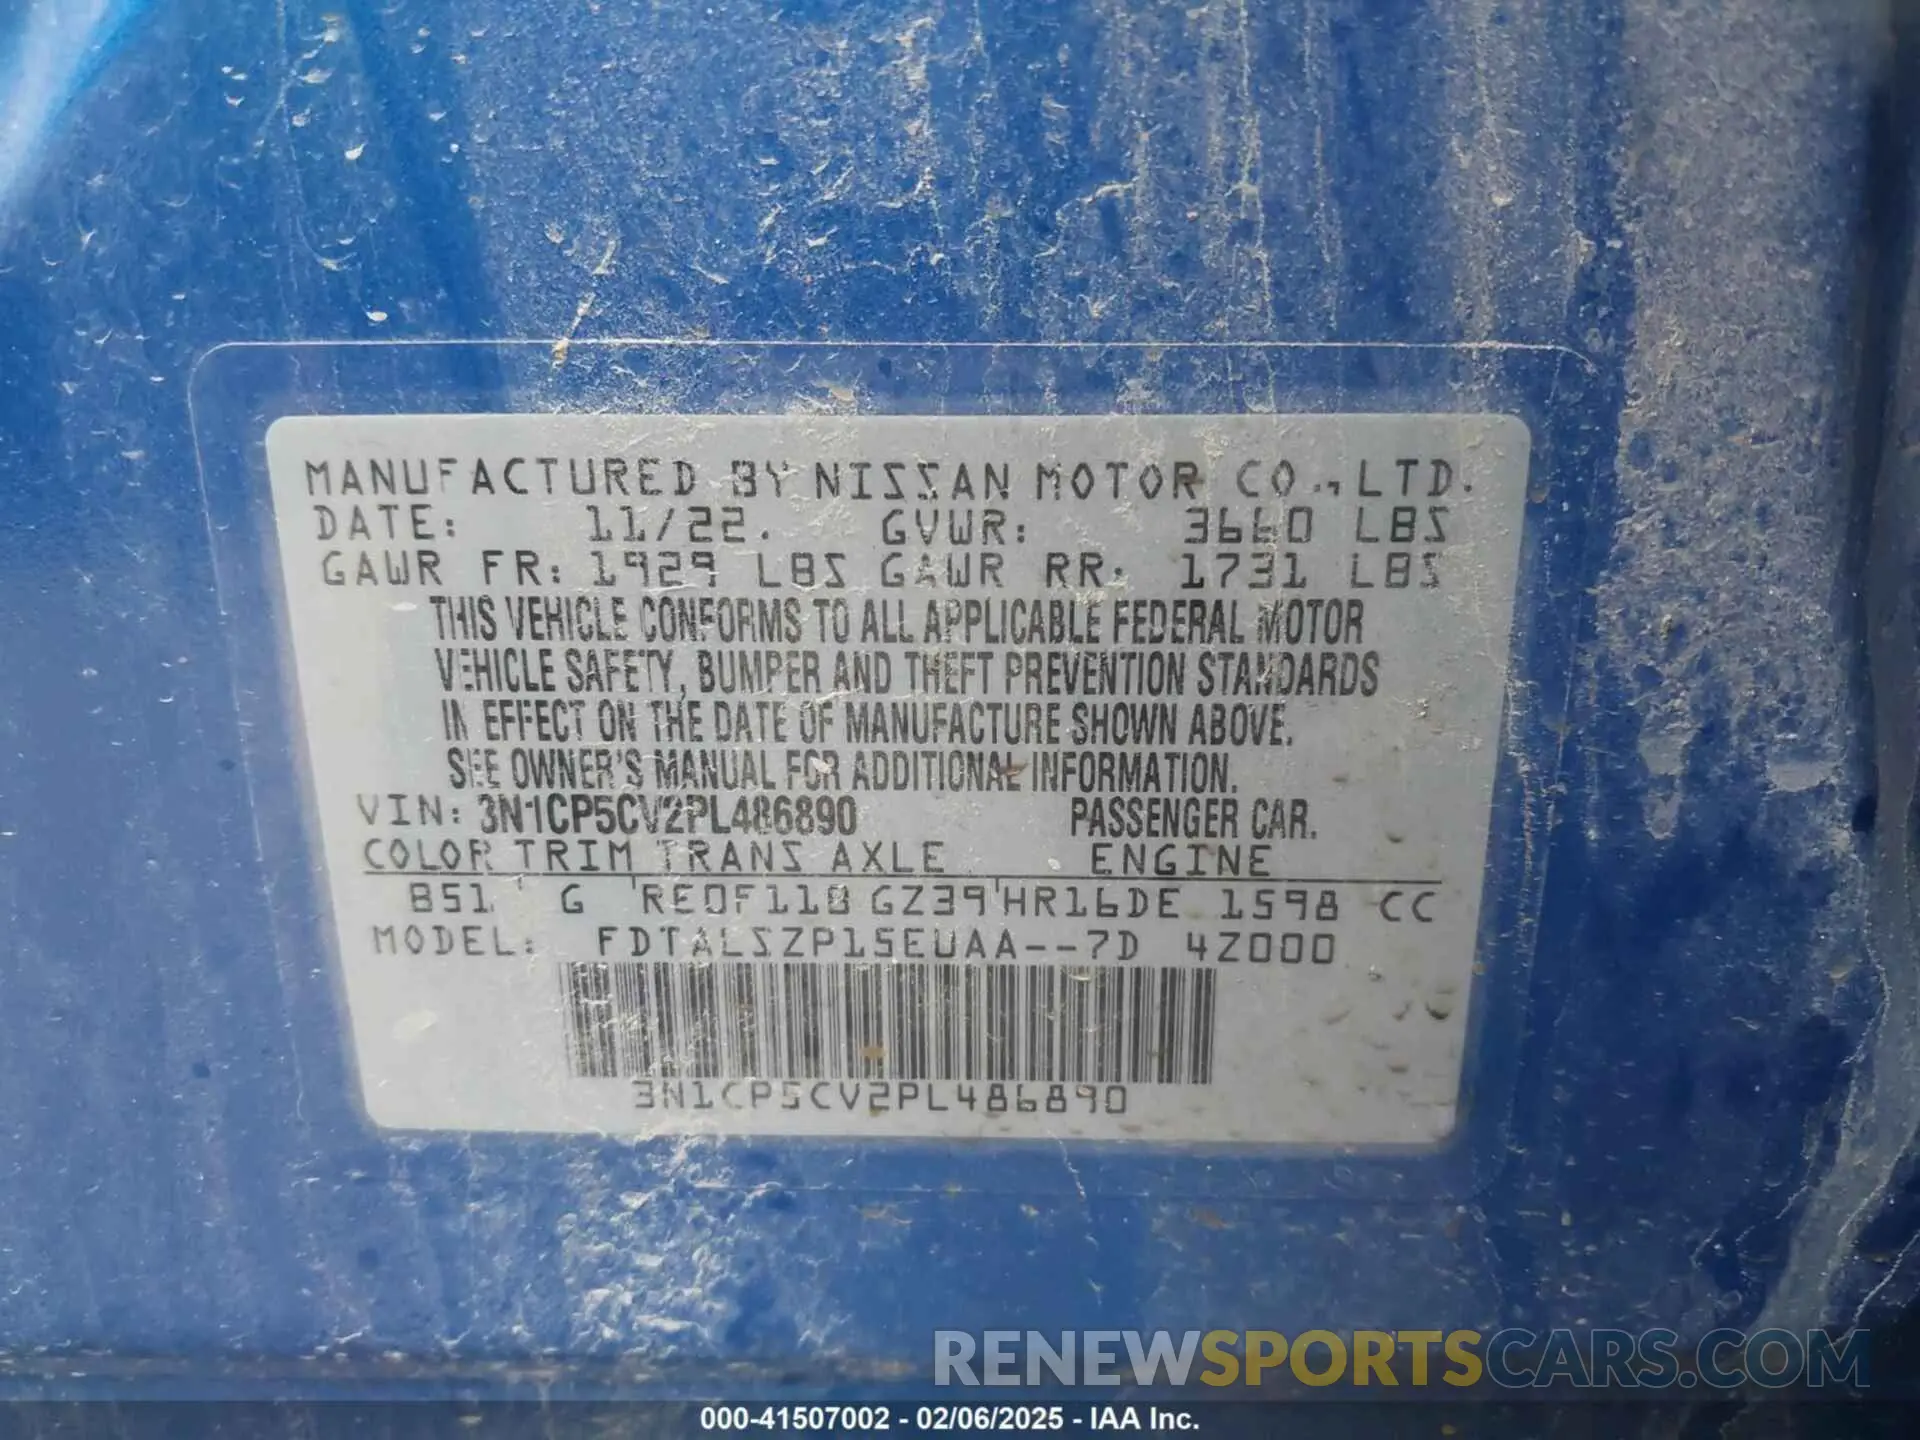 MANUFACTURED BY NISSAN MOTOR CO., LTD.
DATE: 11/22. GVWR: 3660 LBS
GAWR FR: 1929 LBS GAWR RR: 1731 LBS
THIS VEHICLE CONFORMS TO ALL APPLICABLE FEDERAL MOTOR
VEHICLE SAFETY, BUMPER AND THEFT PREVENTION STANDARDS
IN EFFECT ON THE DATE OF MANUFACTURE SHOWN ABOVE.
SEE OWNER'S MANUAL FOR ADDITIONAL INFORMATION.
VIN: 3N1CP5CV2PL486890 PASSENGER CAR.
COLOR TRIM TRANS AXLE ENGINE
B51 G RE0F11B GZ39 HR16DE 1598 CC
MODEL: FDTALSZP15EUAA--7D 4Z000
3N1CP5CV2PL486890
RENEWSPORTSCARS.COM
000-41507002 - 02/06/2025 - IAA Inc.